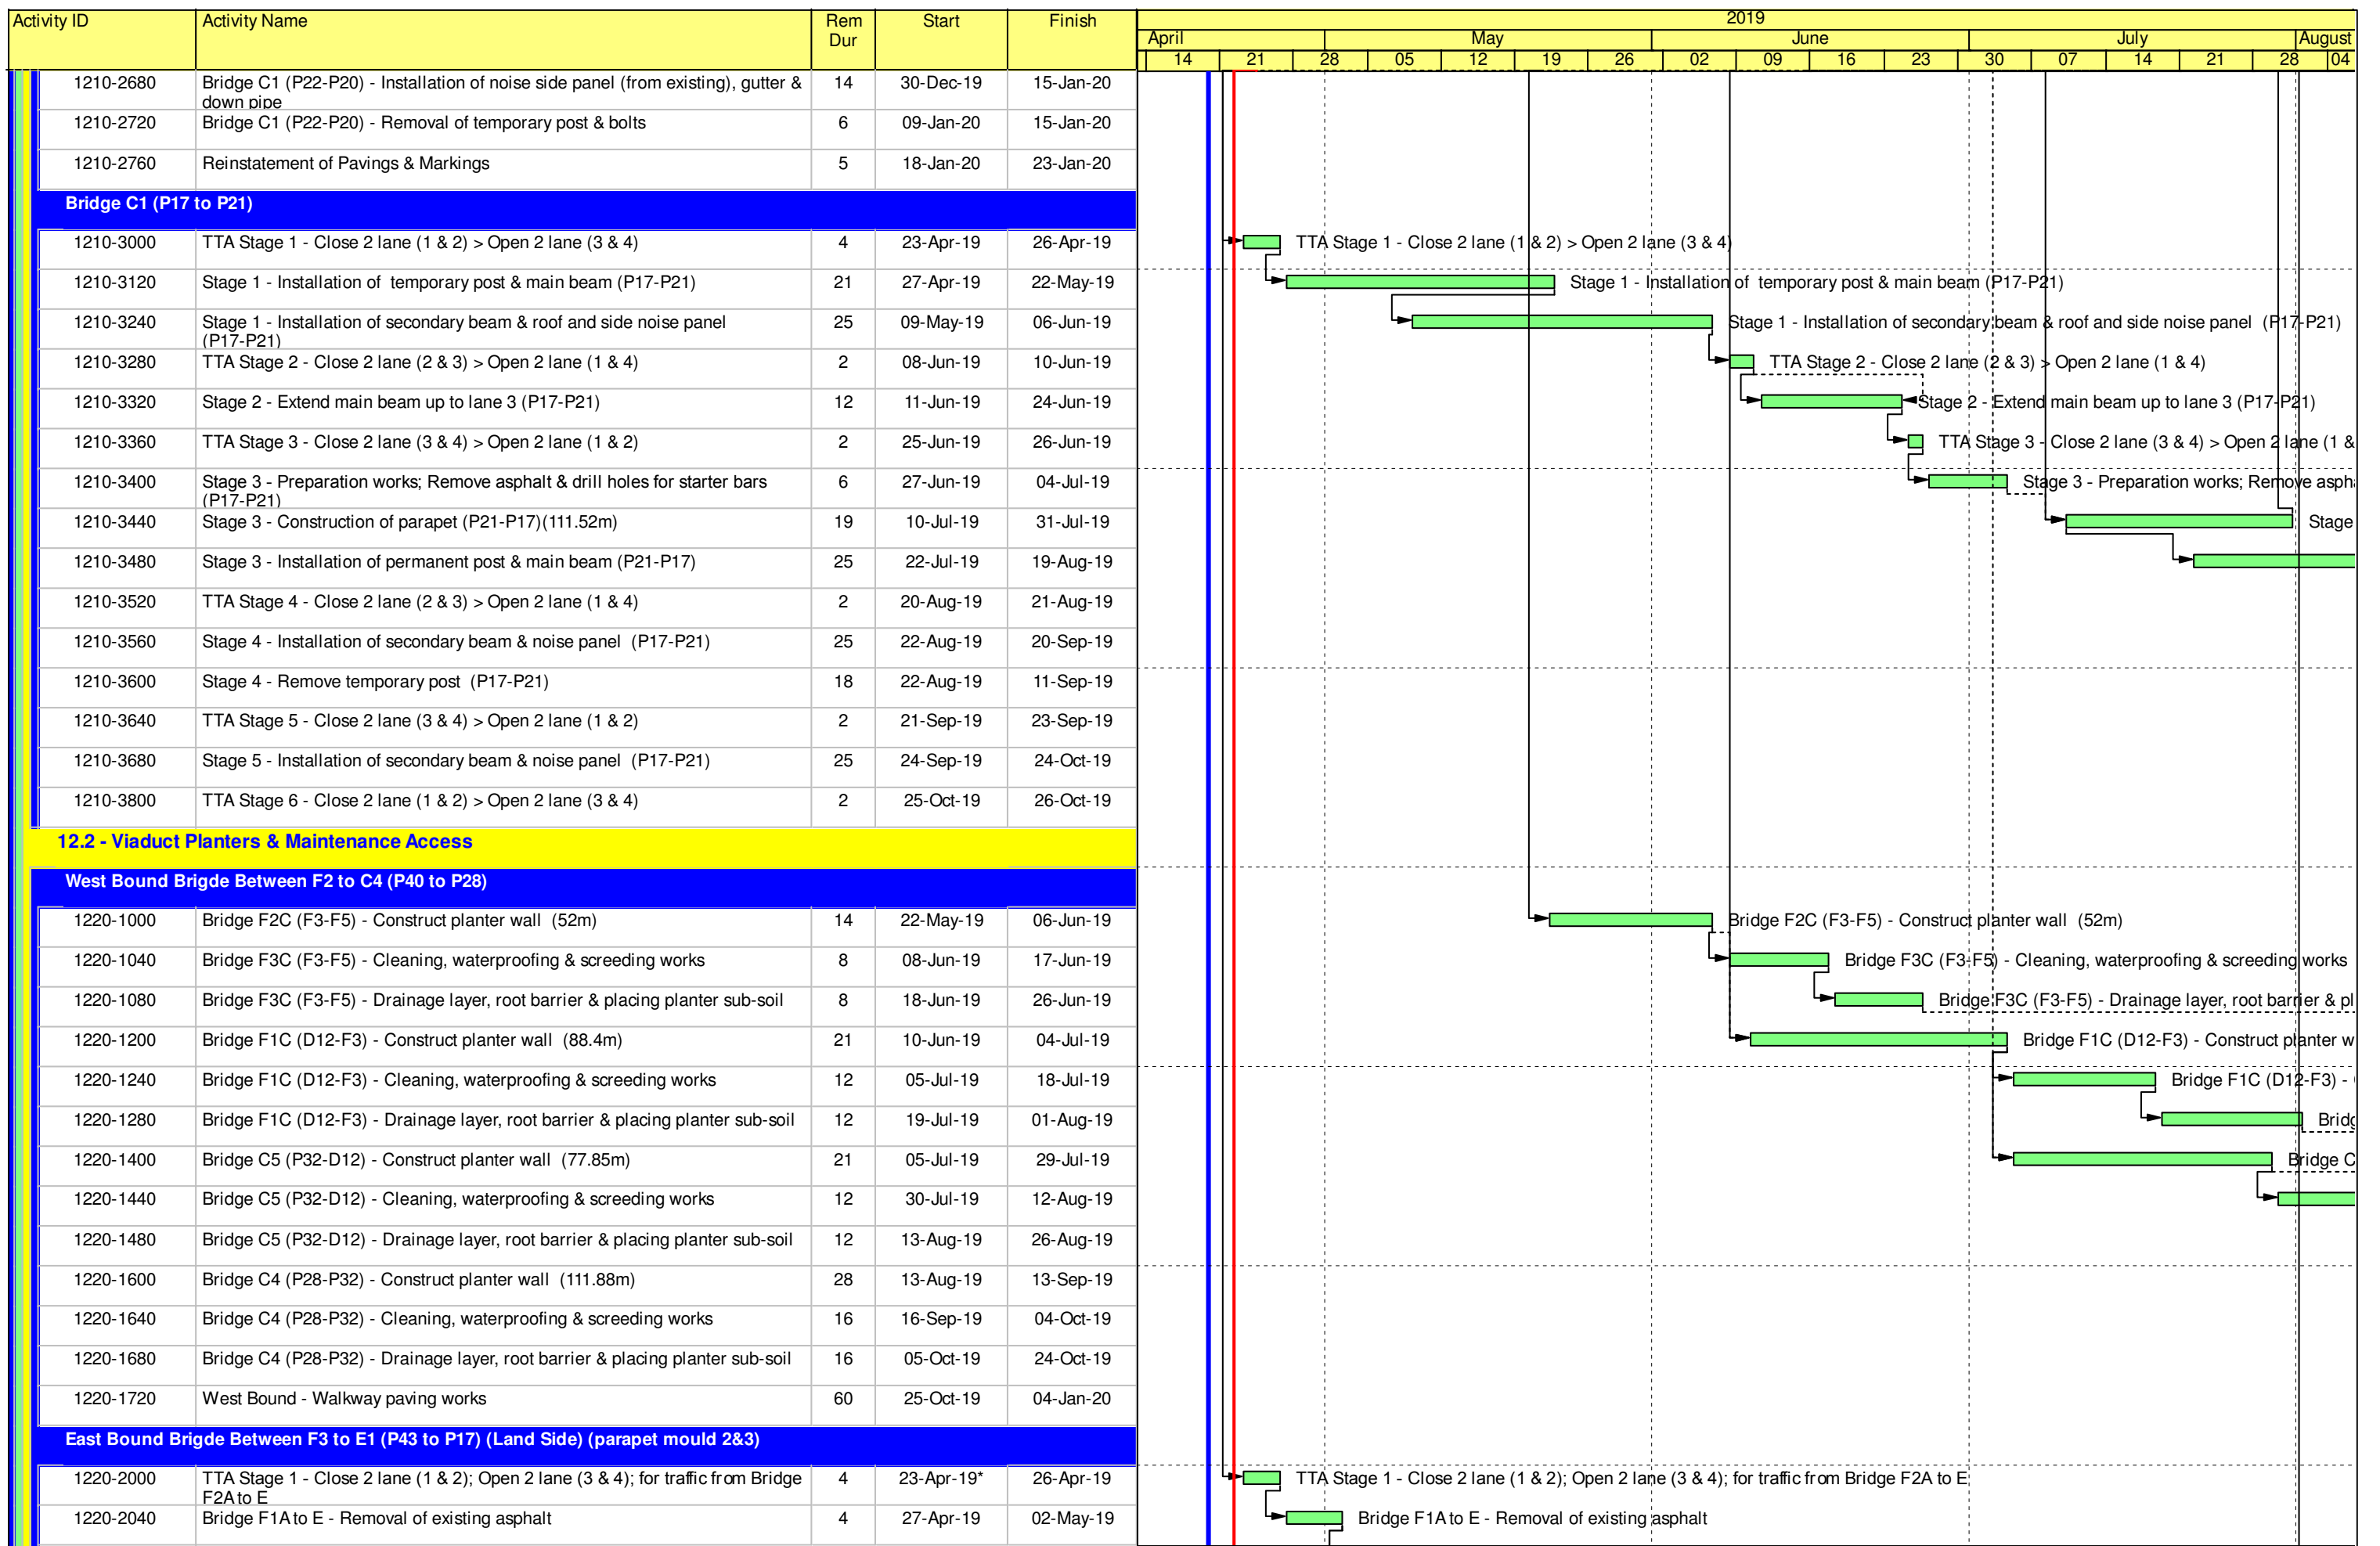 Activity ID Activity Name Rem Dur Start Finish 2019
April May June July August
14 21 28 05 12 19 26 02 09 16 23 30 07 14 21 28 04
1210-2680 Bridge C1 (P22-P20) - Installation of noise side panel (from existing), gutter & down pipe 14 30-Dec-19 15-Jan-20
1210-2720 Bridge C1 (P22-P20) - Removal of temporary post & bolts 6 09-Jan-20 15-Jan-20
1210-2760 Reinstatement of Pavings & Markings 5 18-Jan-20 23-Jan-20
Bridge C1 (P17 to P21)
1210-3000 TTA Stage 1 - Close 2 lane (1 & 2) > Open 2 lane (3 & 4) 4 23-Apr-19 26-Apr-19 TTA Stage 1 - Close 2 lane (1 & 2) > Open 2 lane (3 & 4)
1210-3120 Stage 1 - Installation of temporary post & main beam (P17-P21) 21 27-Apr-19 22-May-19 Stage 1 - Installation of temporary post & main beam (P17-P21)
1210-3240 Stage 1 - Installation of secondary beam & roof and side noise panel (P17-P21) 25 09-May-19 06-Jun-19 Stage 1 - Installation of secondary beam & roof and side noise panel (P17-P21)
1210-3280 TTA Stage 2 - Close 2 lane (2 & 3) > Open 2 lane (1 & 4) 2 08-Jun-19 10-Jun-19 TTA Stage 2 - Close 2 lane (2 & 3) > Open 2 lane (1 & 4)
1210-3320 Stage 2 - Extend main beam up to lane 3 (P17-P21) 12 11-Jun-19 24-Jun-19 Stage 2 - Extend main beam up to lane 3 (P17-P21)
1210-3360 TTA Stage 3 - Close 2 lane (3 & 4) > Open 2 lane (1 & 2) 2 25-Jun-19 26-Jun-19 TTA Stage 3 - Close 2 lane (3 & 4) > Open 2 lane (1 &
1210-3400 Stage 3 - Preparation works; Remove asphalt & drill holes for starter bars (P17-P21) 6 27-Jun-19 04-Jul-19 Stage 3 - Preparation works; Remove asph
1210-3440 Stage 3 - Construction of parapet (P21-P17)(111.52m) 19 10-Jul-19 31-Jul-19 Stage
1210-3480 Stage 3 - Installation of permanent post & main beam (P21-P17) 25 22-Jul-19 19-Aug-19
1210-3520 TTA Stage 4 - Close 2 lane (2 & 3) > Open 2 lane (1 & 4) 2 20-Aug-19 21-Aug-19
1210-3560 Stage 4 - Installation of secondary beam & noise panel (P17-P21) 25 22-Aug-19 20-Sep-19
1210-3600 Stage 4 - Remove temporary post (P17-P21) 18 22-Aug-19 11-Sep-19
1210-3640 TTA Stage 5 - Close 2 lane (3 & 4) > Open 2 lane (1 & 2) 2 21-Sep-19 23-Sep-19
1210-3680 Stage 5 - Installation of secondary beam & noise panel (P17-P21) 25 24-Sep-19 24-Oct-19
1210-3800 TTA Stage 6 - Close 2 lane (1 & 2) > Open 2 lane (3 & 4) 2 25-Oct-19 26-Oct-19
12.2 - Viaduct Planters & Maintenance Access
West Bound Brigde Between F2 to C4 (P40 to P28)
1220-1000 Bridge F2C (F3-F5) - Construct planter wall (52m) 14 22-May-19 06-Jun-19 Bridge F2C (F3-F5) - Construct planter wall (52m)
1220-1040 Bridge F3C (F3-F5) - Cleaning, waterproofing & screeding works 8 08-Jun-19 17-Jun-19 Bridge F3C (F3-F5) - Cleaning, waterproofing & screeding works
1220-1080 Bridge F3C (F3-F5) - Drainage layer, root barrier & placing planter sub-soil 8 18-Jun-19 26-Jun-19 Bridge F3C (F3-F5) - Drainage layer, root barrier & pl
1220-1200 Bridge F1C (D12-F3) - Construct planter wall (88.4m) 21 10-Jun-19 04-Jul-19 Bridge F1C (D12-F3) - Construct planter w
1220-1240 Bridge F1C (D12-F3) - Cleaning, waterproofing & screeding works 12 05-Jul-19 18-Jul-19 Bridge F1C (D12-F3) -
1220-1280 Bridge F1C (D12-F3) - Drainage layer, root barrier & placing planter sub-soil 12 19-Jul-19 01-Aug-19 Bridg
1220-1400 Bridge C5 (P32-D12) - Construct planter wall (77.85m) 21 05-Jul-19 29-Jul-19 Bridge C
1220-1440 Bridge C5 (P32-D12) - Cleaning, waterproofing & screeding works 12 30-Jul-19 12-Aug-19
1220-1480 Bridge C5 (P32-D12) - Drainage layer, root barrier & placing planter sub-soil 12 13-Aug-19 26-Aug-19
1220-1600 Bridge C4 (P28-P32) - Construct planter wall (111.88m) 28 13-Aug-19 13-Sep-19
1220-1640 Bridge C4 (P28-P32) - Cleaning, waterproofing & screeding works 16 16-Sep-19 04-Oct-19
1220-1680 Bridge C4 (P28-P32) - Drainage layer, root barrier & placing planter sub-soil 16 05-Oct-19 24-Oct-19
1220-1720 West Bound - Walkway paving works 60 25-Oct-19 04-Jan-20
East Bound Brigde Between F3 to E1 (P43 to P17) (Land Side) (parapet mould 2&3)
1220-2000 TTA Stage 1 - Close 2 lane (1 & 2); Open 2 lane (3 & 4); for traffic from Bridge F2A to E 4 23-Apr-19* 26-Apr-19 TTA Stage 1 - Close 2 lane (1 & 2); Open 2 lane (3 & 4); for traffic from Bridge F2A to E
1220-2040 Bridge F1A to E - Removal of existing asphalt 4 27-Apr-19 02-May-19 Bridge F1A to E - Removal of existing asphalt